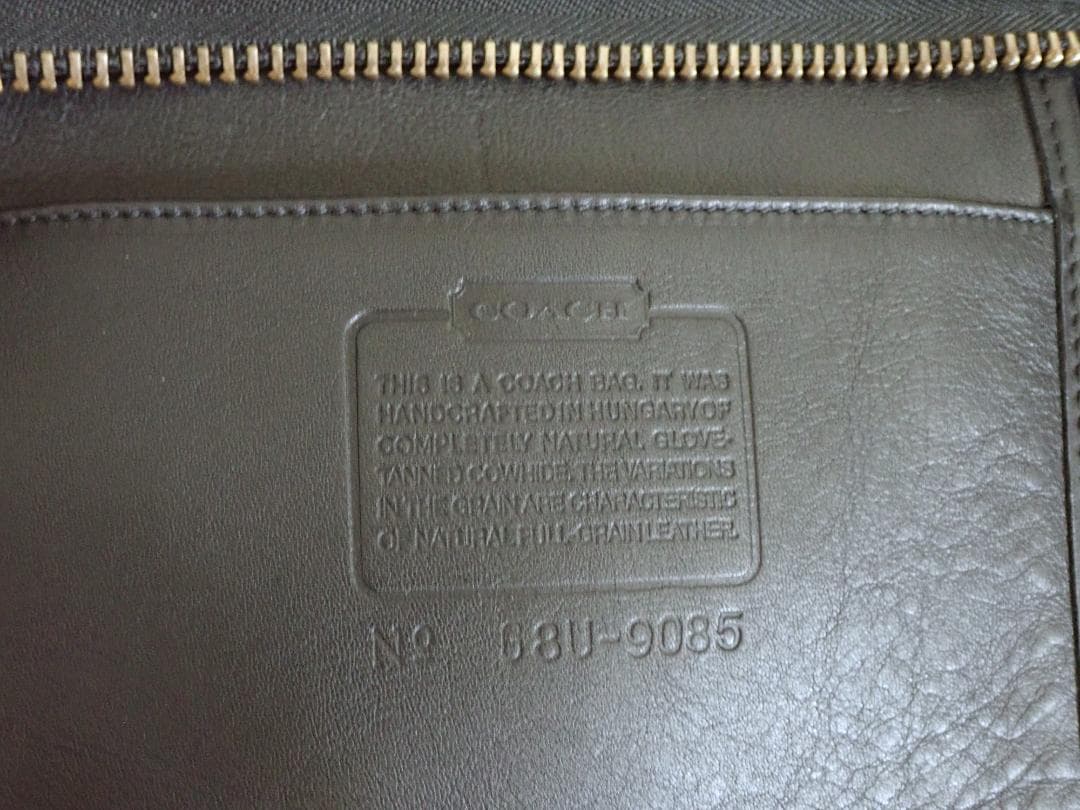 COACH
THIS IS A COACH BAG. IT WAS
HANDCRAFTED IN HUNGARY OF
COMPLETELY NATURAL GLOVE-
TANNED COWHIDE. THE VARIATIONS
IN THE GRAIN ARE CHARACTERISTIC
OF NATURAL FULL-GRAIN LEATHER.
No G8U-9085